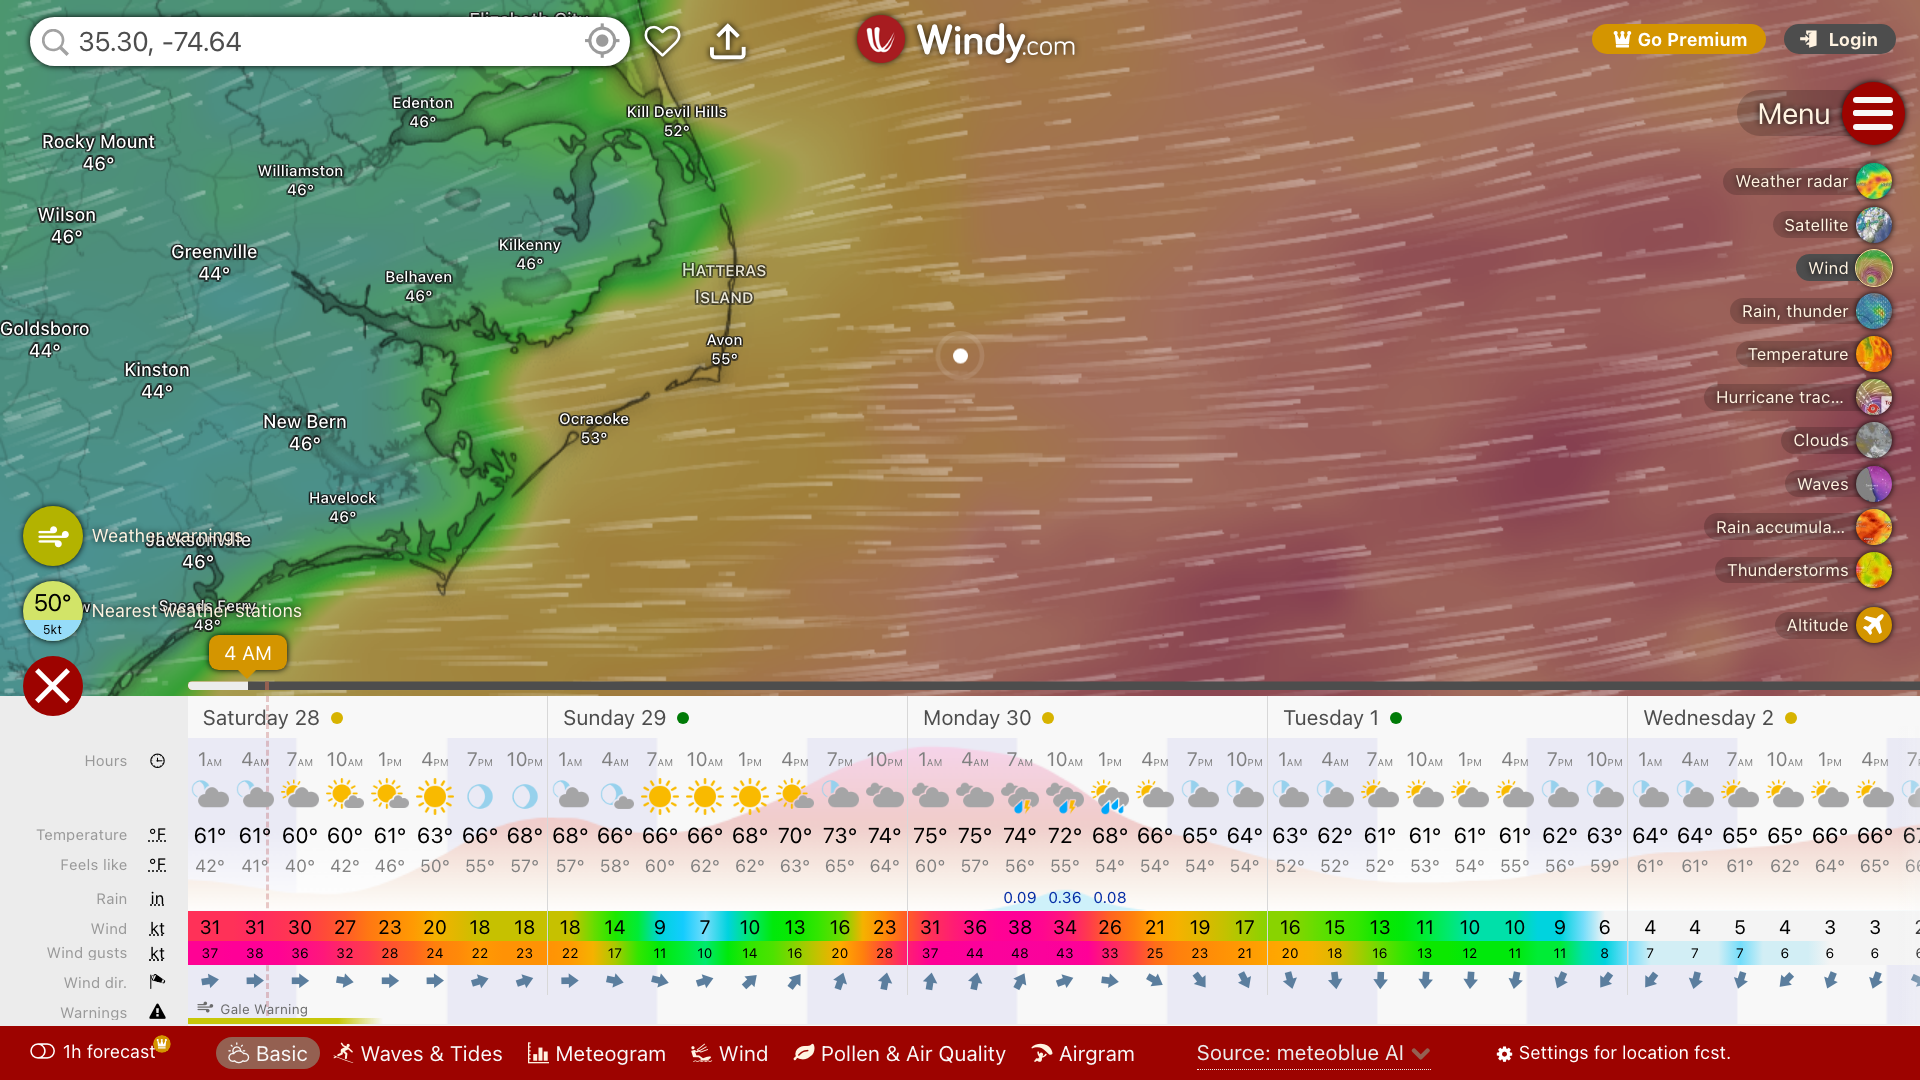 35.30, -74.64
Windy.com
Go Premium
Login
Menu
Weather radar
Satellite
Wind
Rain, thunder
Temperature
Hurricane trac...
Clouds
Waves
Rain accumula...
Thunderstorms
Altitude
Elizabeth City
Edenton
46°
Kill Devil Hills
52°
Rocky Mount
46°
Williamston
46°
Wilson
46°
Greenville
44°
Kilkenny
46°
Belhaven
46°
HATTERAS
ISLAND
Goldsboro
44°
Avon
55°
Kinston
44°
New Bern
46°
Ocracoke
53°
Havelock
46°
Weather warnings
Jacksonville
46°
50°
5kt
Nearest weather stations
Sneads Ferry
48°
4 AM
Saturday 28 Sunday 29 Monday 30 Tuesday 1 Wednesday 2
Hours 1AM 4AM 7AM 10AM 1PM 4PM 7PM 10PM 1AM 4AM 7AM 10AM 1PM 4PM 7PM 10PM 1AM 4AM 7AM 10AM 1PM 4PM 7PM 10PM 1AM 4AM 7AM 10AM 1PM 4PM 7PM 10PM 1AM 4AM 7AM 10AM 1PM 4PM
Temperature °F 61° 61° 60° 60° 61° 63° 66° 68° 68° 66° 66° 66° 68° 70° 73° 74° 75° 75° 74° 72° 68° 66° 65° 64° 63° 62° 61° 61° 61° 61° 62° 63° 64° 64° 65° 65° 66° 66°
Feels like °F 42° 41° 40° 42° 46° 50° 55° 57° 57° 58° 60° 62° 62° 63° 65° 64° 60° 57° 56° 55° 54° 54° 54° 54° 52° 52° 52° 53° 54° 55° 56° 59° 61° 61° 61° 62° 64° 65°
Rain in 0.09 0.36 0.08
Wind kt 31 31 30 27 23 20 18 18 18 14 9 7 10 13 16 23 31 36 38 34 26 21 19 17 16 15 13 11 10 10 9 6 4 4 5 4 3 3
Wind gusts kt 37 38 36 32 28 24 22 23 22 17 11 10 14 16 20 28 37 44 48 43 33 25 23 21 20 18 16 13 12 11 11 8 7 7 7 6 6 6
Wind dir.
Warnings Gale Warning
1h forecast
Basic
Waves & Tides
Meteogram
Wind
Pollen & Air Quality
Airgram
Source: meteoblue AI
Settings for location fcst.